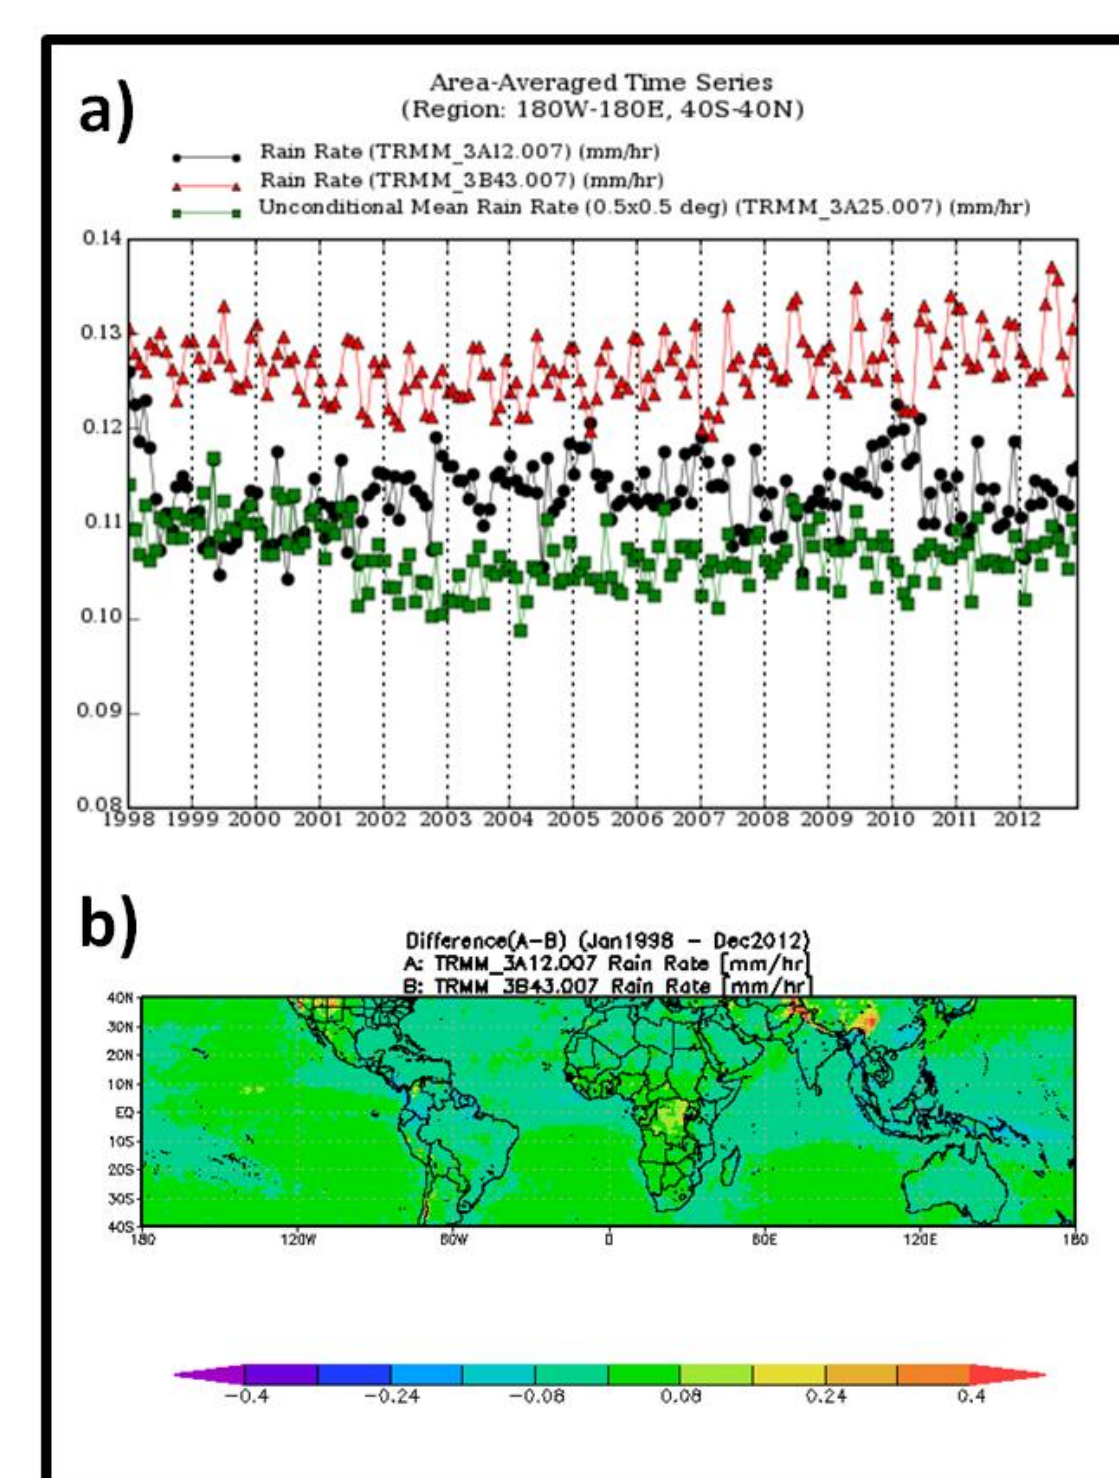 a)
Area-Averaged Time Series
(Region: 180W-180E, 40S-40N)
Rain Rate (TRMM_3A12.007) (mm/hr)
Rain Rate (TRMM_3B43.007) (mm/hr)
Unconditional Mean Rain Rate (0.5x0.5 deg) (TRMM_3A25.007) (mm/hr)
0.14
0.13
0.12
0.11
0.10
0.09
0.08
1998 1999 2000 2001 2002 2003 2004 2005 2006 2007 2008 2009 2010 2011 2012
b)
Difference(A-B) (Jan1998 - Dec2012)
A: TRMM_3A12.007 Rain Rate [mm/hr]
B: TRMM_3B43.007 Rain Rate [mm/hr]
40N
30N
20N
10N
EQ
10S
20S
30S
40S
180 120W 60W 0 60E 120E 180
-0.4 -0.24 -0.08 0.08 0.24 0.4